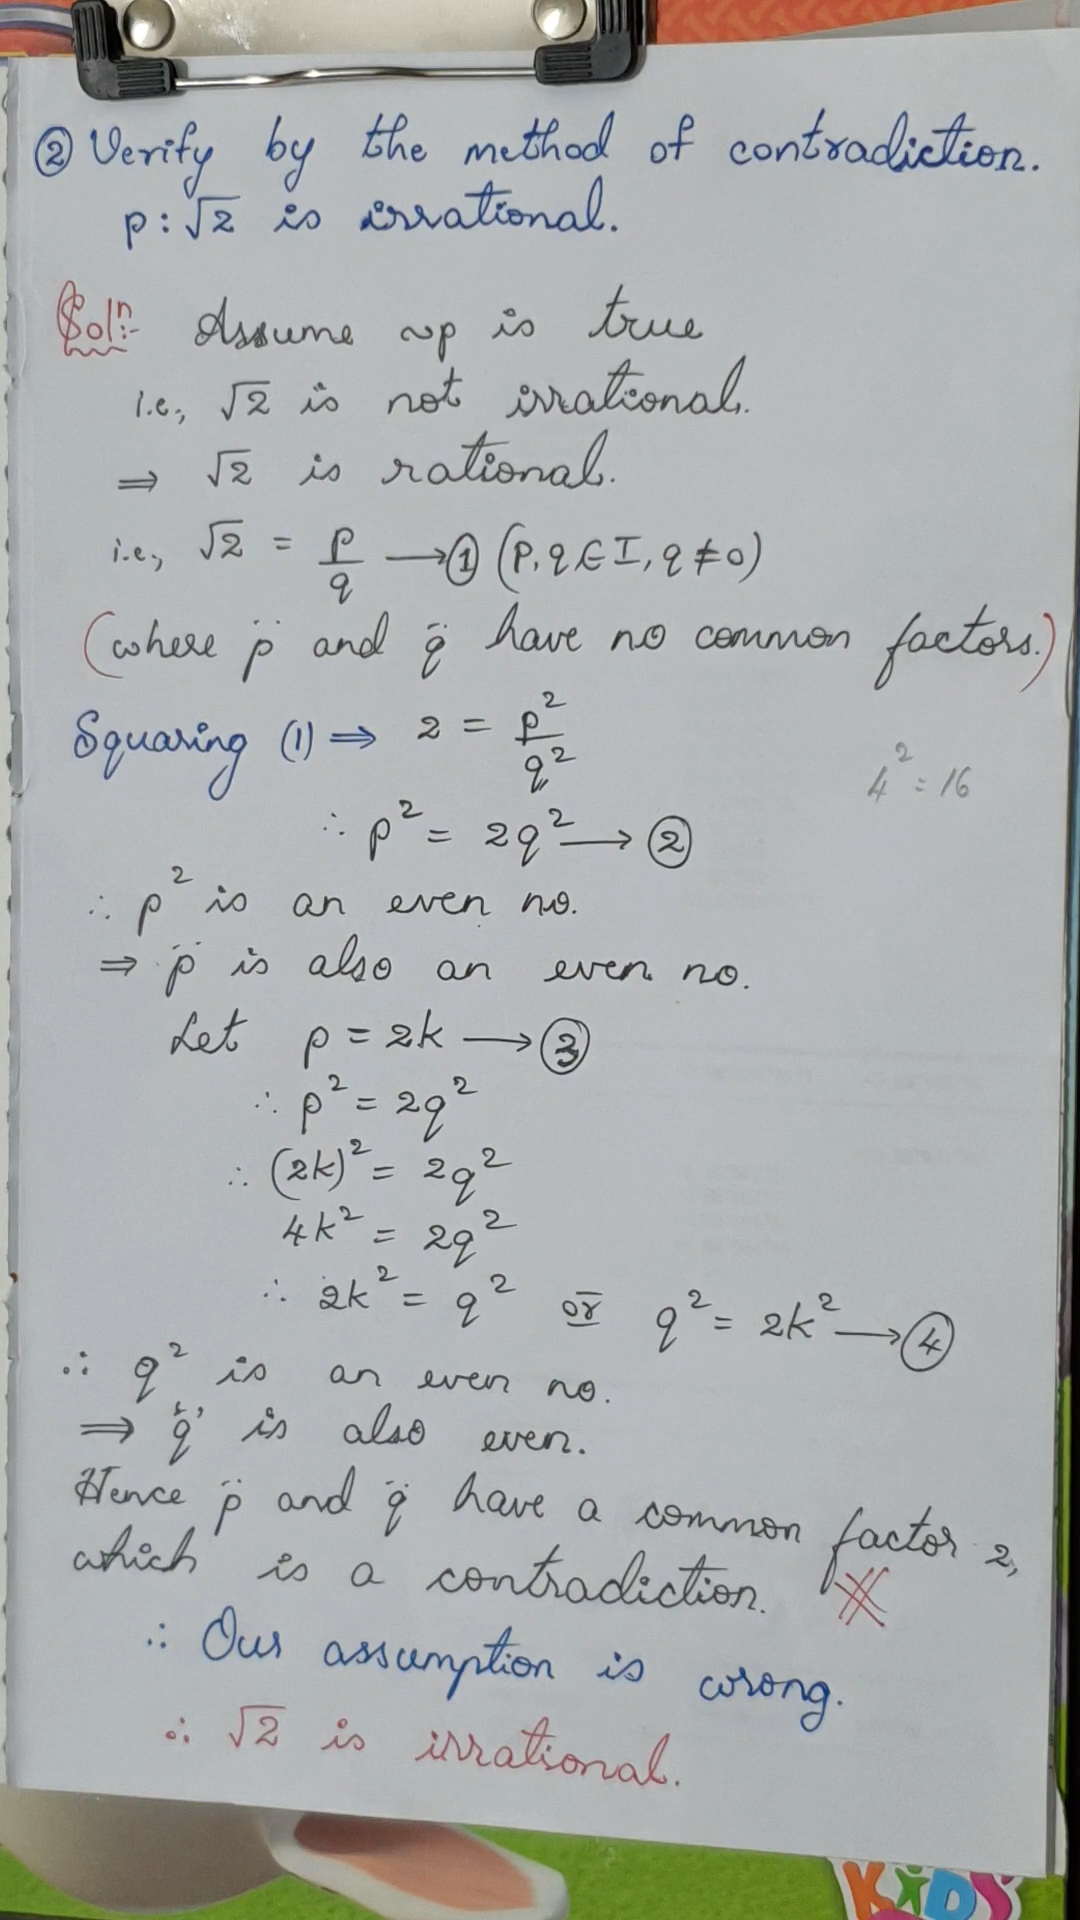 ② Verify by the method of contradiction.
p : √2 is irrational.
Solⁿ:- Assume ~p is true
i.e., √2 is not irrational.
⇒ √2 is rational.
i.e., √2 = p/q ⟶ ① (p, q ∈ I, q ≠ 0)
(where 'p' and 'q' have no common factors.)
Squaring (1) ⇒ 2 = p²/q²
4² = 16
∴ p² = 2q² ⟶ ②
∴ p² is an even no.
⇒ 'p' is also an even no.
Let p = 2k ⟶ ③
∴ p² = 2q²
∴ (2k)² = 2q²
4k² = 2q²
∴ 2k² = q² or q² = 2k² ⟶ ④
∴ q² is an even no.
⇒ 'q' is also even.
Hence 'p' and 'q' have a common factor 2,
which is a contradiction.
∴ Our assumption is wrong.
∴ √2 is irrational.
KiDS